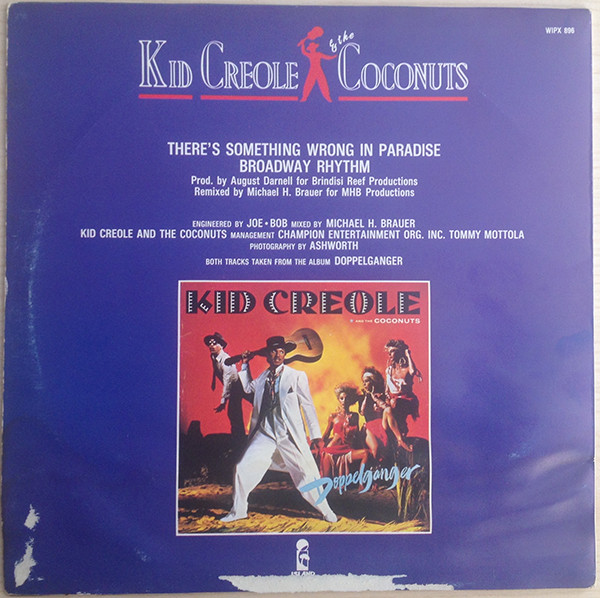 WIPX 896
KID CREOLE & the COCONUTS
THERE'S SOMETHING WRONG IN PARADISE
BROADWAY RHYTHM
Prod. by August Darnell for Brindisi Reef Productions
Remixed by Michael H. Brauer for MHB Productions
ENGINEERED BY JOE • BOB MIXED BY MICHAEL H. BRAUER
KID CREOLE AND THE COCONUTS MANAGEMENT CHAMPION ENTERTAINMENT ORG. INC. TOMMY MOTTOLA
PHOTOGRAPHY BY ASHWORTH
BOTH TRACKS TAKEN FROM THE ALBUM DOPPELGANGER
KID CREOLE
AND THE COCONUTS
Doppelganger
ISLAND